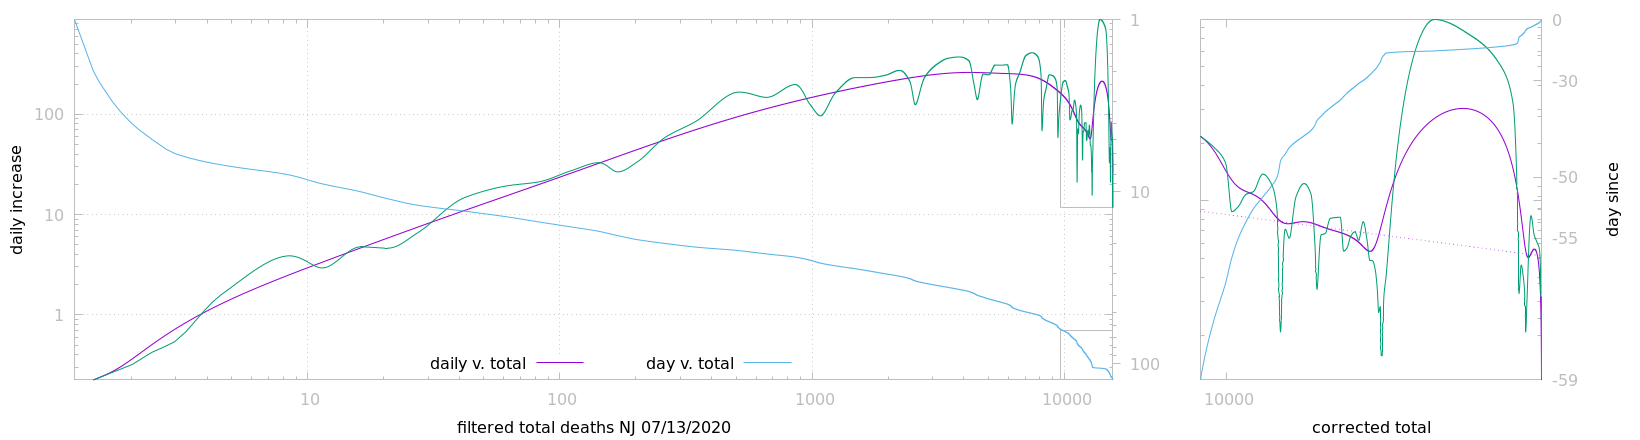 daily increase
100
10
1
10
100
1000
10000
1
10
100
daily v. total
day v. total
filtered total deaths NJ 07/13/2020
0
-30
-50
-55
-59
day since
10000
corrected total